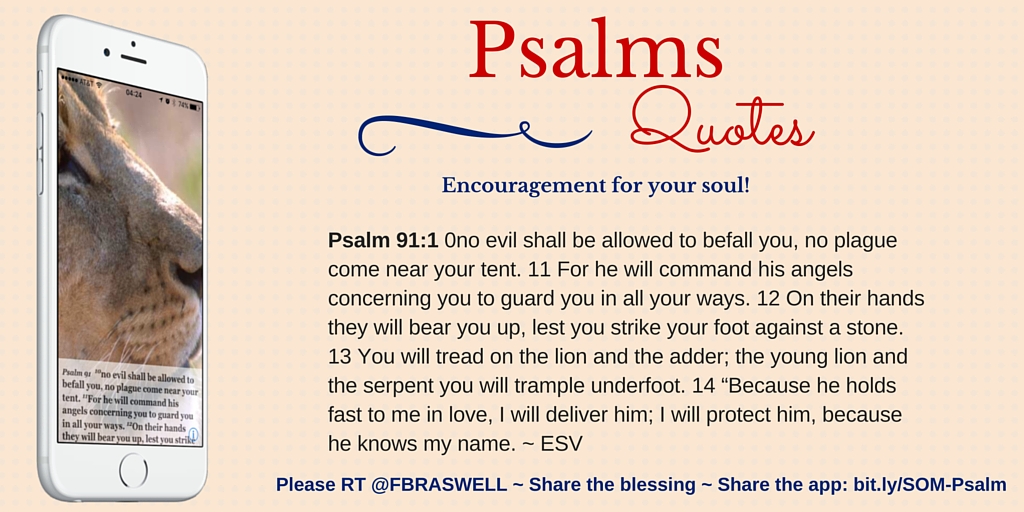 Psalms
Quotes
Encouragement for your soul!
Psalm 91:1 0no evil shall be allowed to befall you, no plague
come near your tent. 11 For he will command his angels
concerning you to guard you in all your ways. 12 On their hands
they will bear you up, lest you strike your foot against a stone.
13 You will tread on the lion and the adder; the young lion and
the serpent you will trample underfoot. 14 “Because he holds
fast to me in love, I will deliver him; I will protect him, because
he knows my name. ~ ESV
Please RT @FBRASWELL ~ Share the blessing ~ Share the app: bit.ly/SOM-Psalm
AT&T 04:24 74%
Psalm 91 ¹⁰no evil shall be allowed to
befall you, no plague come near your
tent. ¹¹For he will command his
angels concerning you to guard you
in all your ways. ¹²On their hands
they will bear you up, lest you strike